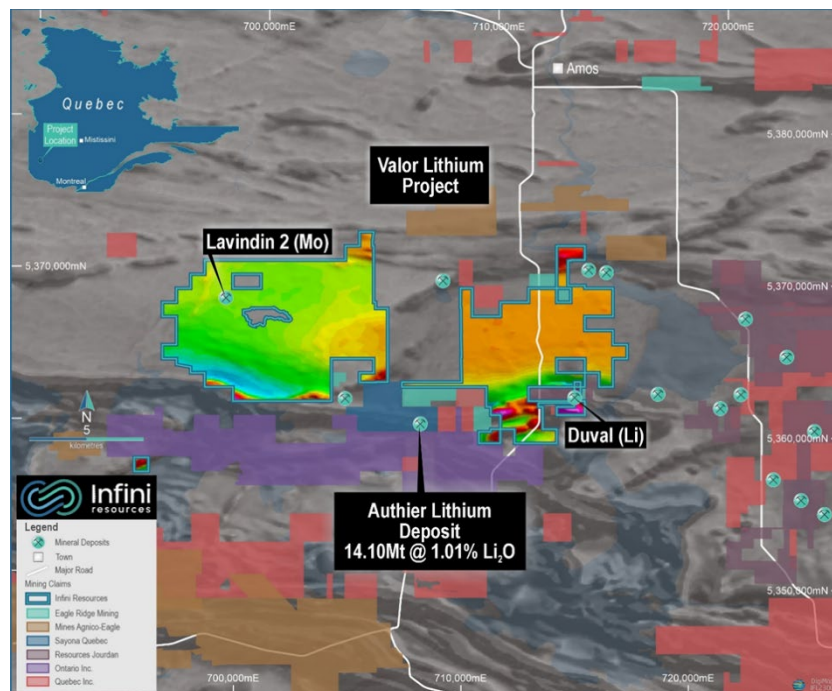 700,000mE
710,000mE
720,000mE
Quebec
Project
Location
Mistissini
Montreal
Amos
5,380,000mN
Valor Lithium
Project
Lavindin 2 (Mo)
5,370,000mN
5,370,000mN
N
5
kilometres
Duval (Li)
5,360,000mN
Infini
resources
Authier Lithium
Deposit
14.10Mt @ 1.01% Li₂O
Legend
Mineral Deposits
Town
Major Road
Mining Claims
Infini Resources
Eagle Ridge Mining
Mines Agnico-Eagle
Sayona Quebec
Resources Jourdan
Ontario Inc.
Quebec Inc.
5,350,000mN
700,000mE
710,000mE
720,000mE